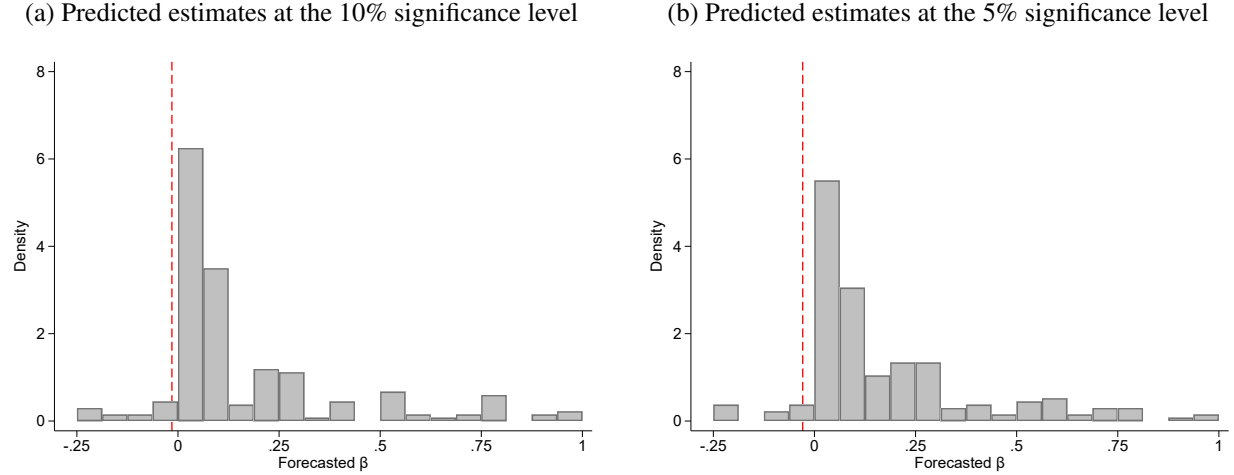 (a) Predicted estimates at the 10% significance level
8
6
4
2
0
Density
-.25 0 .25 .5 .75 1
Forecasted β
(b) Predicted estimates at the 5% significance level
8
6
4
2
0
Density
-.25 0 .25 .5 .75 1
Forecasted β